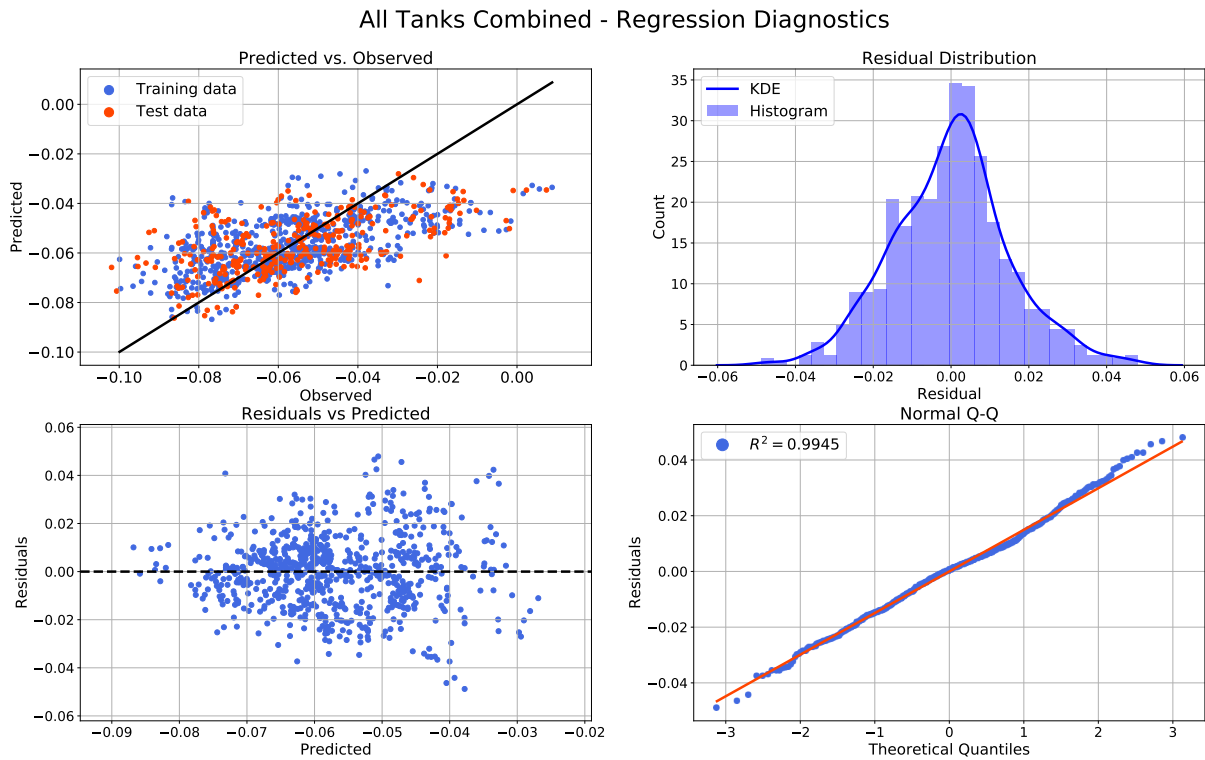 All Tanks Combined - Regression Diagnostics
Predicted vs. Observed
Training data
Test data
0.00
−0.02
−0.04
−0.06
−0.08
−0.10
Predicted
−0.10 −0.08 −0.06 −0.04 −0.02 0.00
Observed
Residual Distribution
KDE
Histogram
35
30
25
20
15
10
5
0
Count
−0.06 −0.04 −0.02 0.00 0.02 0.04 0.06
Residual
Residuals vs Predicted
0.06
0.04
0.02
0.00
−0.02
−0.04
−0.06
Residuals
−0.09 −0.08 −0.07 −0.06 −0.05 −0.04 −0.03 −0.02
Predicted
Normal Q-Q
R² = 0.9945
0.04
0.02
0.00
−0.02
−0.04
Residuals
−3 −2 −1 0 1 2 3
Theoretical Quantiles